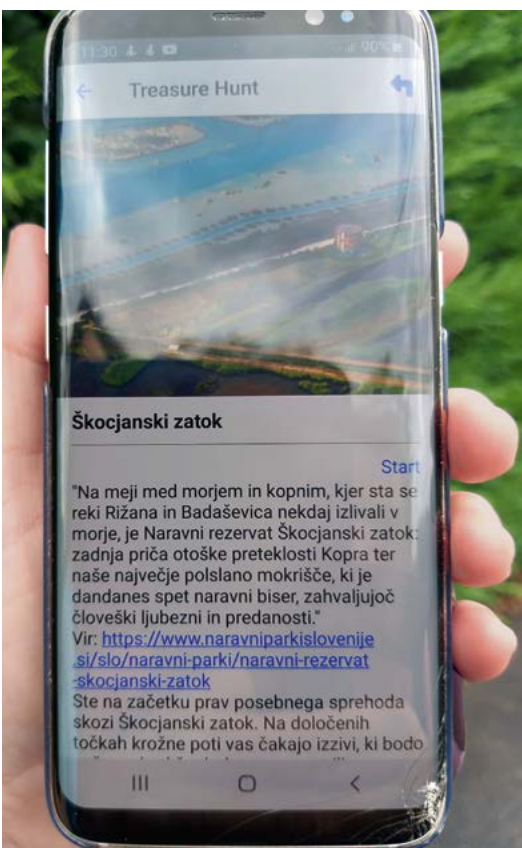 11:30
90%
Treasure Hunt
Škocjanski zatok
Start
"Na meji med morjem in kopnim, kjer sta se
reki Rižana in Badaševica nekdaj izlivali v
morje, je Naravni rezervat Škocjanski zatok:
zadnja priča otoške preteklosti Kopra ter
naše največje polslano mokrišče, ki je
dandanes spet naravni biser, zahvaljujoč
človeški ljubezni in predanosti."
Vir: https://www.naravniparkislovenije
.si/slo/naravni-parki/naravni-rezervat
-skocjanski-zatok
Ste na začetku prav posebnega sprehoda
skozi Škocjanski zatok. Na določenih
točkah krožne poti vas čakajo izzivi, ki bodo